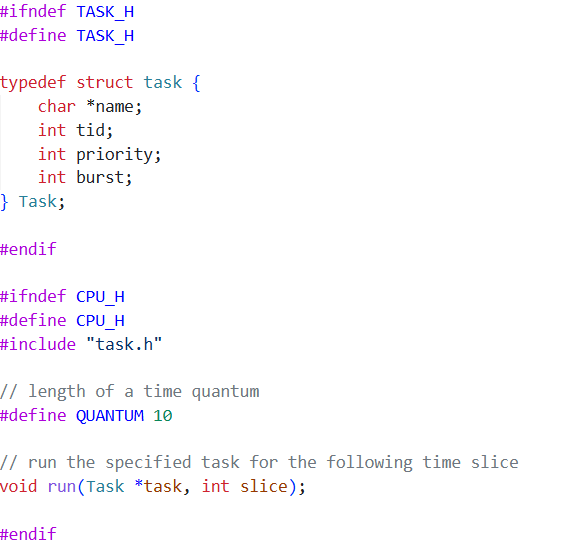 #ifndef TASK_H
#define TASK_H
typedef struct task {
    char *name;
    int tid;
    int priority;
    int burst;
} Task;
#endif
#ifndef CPU_H
#define CPU_H
#include "task.h"
// length of a time quantum
#define QUANTUM 10
// run the specified task for the following time slice
void run(Task *task, int slice);
#endif